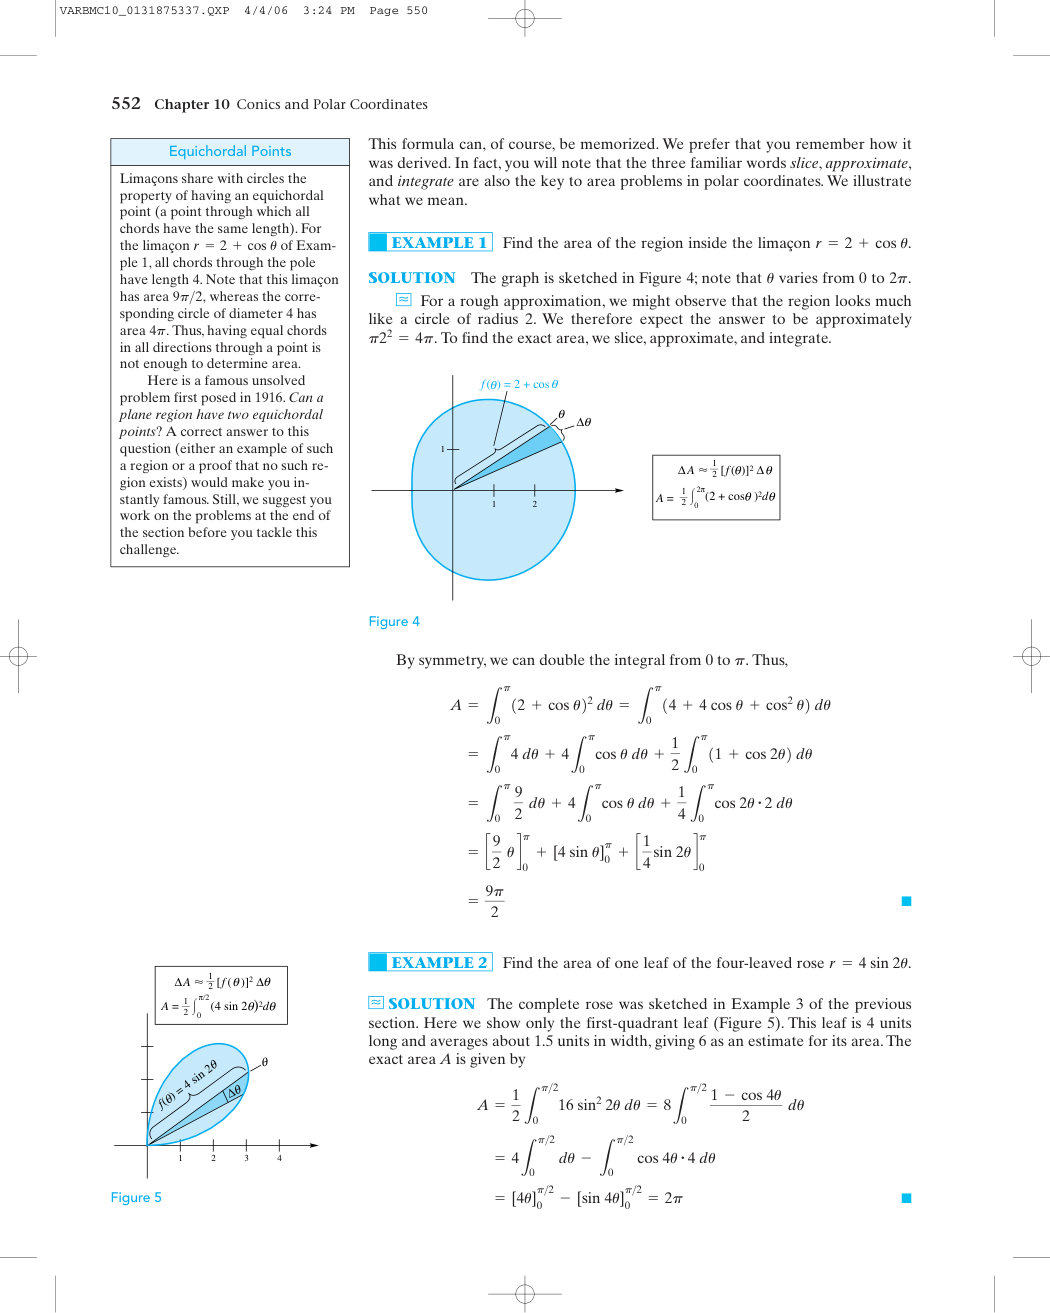 VARBMC10_0131875337.QXP 4/4/06 3:24 PM Page 550
552 Chapter 10 Conics and Polar Coordinates
Equichordal Points
Limaçons share with circles the
property of having an equichordal
point (a point through which all
chords have the same length). For
the limaçon r = 2 + cos θ of Exam-
ple 1, all chords through the pole
have length 4. Note that this limaçon
has area 9π/2, whereas the corre-
sponding circle of diameter 4 has
area 4π. Thus, having equal chords
in all directions through a point is
not enough to determine area.
Here is a famous unsolved
problem first posed in 1916. Can a
plane region have two equichordal
points? A correct answer to this
question (either an example of such
a region or a proof that no such re-
gion exists) would make you in-
stantly famous. Still, we suggest you
work on the problems at the end of
the section before you tackle this
challenge.
This formula can, of course, be memorized. We prefer that you remember how it
was derived. In fact, you will note that the three familiar words slice, approximate,
and integrate are also the key to area problems in polar coordinates. We illustrate
what we mean.
EXAMPLE 1 Find the area of the region inside the limaçon r = 2 + cos θ.
SOLUTION The graph is sketched in Figure 4; note that θ varies from 0 to 2π.
≈ For a rough approximation, we might observe that the region looks much
like a circle of radius 2. We therefore expect the answer to be approximately
π2² = 4π. To find the exact area, we slice, approximate, and integrate.
f(θ) = 2 + cos θ
θ
Δθ
1
1 2
ΔA ≈ 1/2 [f(θ)]² Δθ
A = 1/2 ∫₀^2π (2 + cosθ)²dθ
Figure 4
By symmetry, we can double the integral from 0 to π. Thus,
A = ∫₀^π (2 + cos θ)² dθ = ∫₀^π (4 + 4 cos θ + cos² θ) dθ
= ∫₀^π 4 dθ + 4 ∫₀^π cos θ dθ + 1/2 ∫₀^π (1 + cos 2θ) dθ
= ∫₀^π 9/2 dθ + 4 ∫₀^π cos θ dθ + 1/4 ∫₀^π cos 2θ · 2 dθ
= [9/2 θ]₀^π + [4 sin θ]₀^π + [1/4 sin 2θ]₀^π
= 9π/2
EXAMPLE 2 Find the area of one leaf of the four-leaved rose r = 4 sin 2θ.
≈ SOLUTION The complete rose was sketched in Example 3 of the previous
section. Here we show only the first-quadrant leaf (Figure 5). This leaf is 4 units
long and averages about 1.5 units in width, giving 6 as an estimate for its area. The
exact area A is given by
A = 1/2 ∫₀^π/2 16 sin² 2θ dθ = 8 ∫₀^π/2 (1 − cos 4θ)/2 dθ
= 4 ∫₀^π/2 dθ − ∫₀^π/2 cos 4θ · 4 dθ
= [4θ]₀^π/2 − [sin 4θ]₀^π/2 = 2π
ΔA ≈ 1/2 [f(θ)]² Δθ
A = 1/2 ∫₀^π/2 (4 sin 2θ)²dθ
f(θ) = 4 sin 2θ
θ
Δθ
1 2 3 4
Figure 5